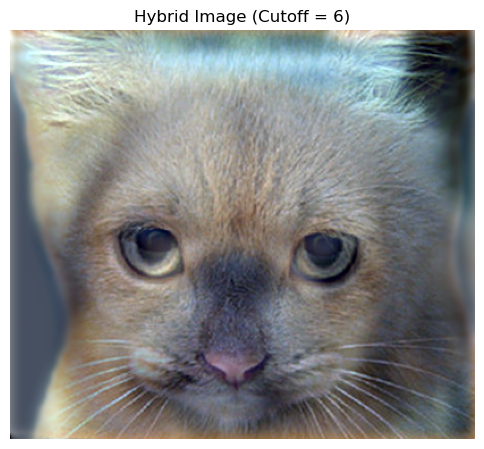 Hybrid Image (Cutoff = 6)